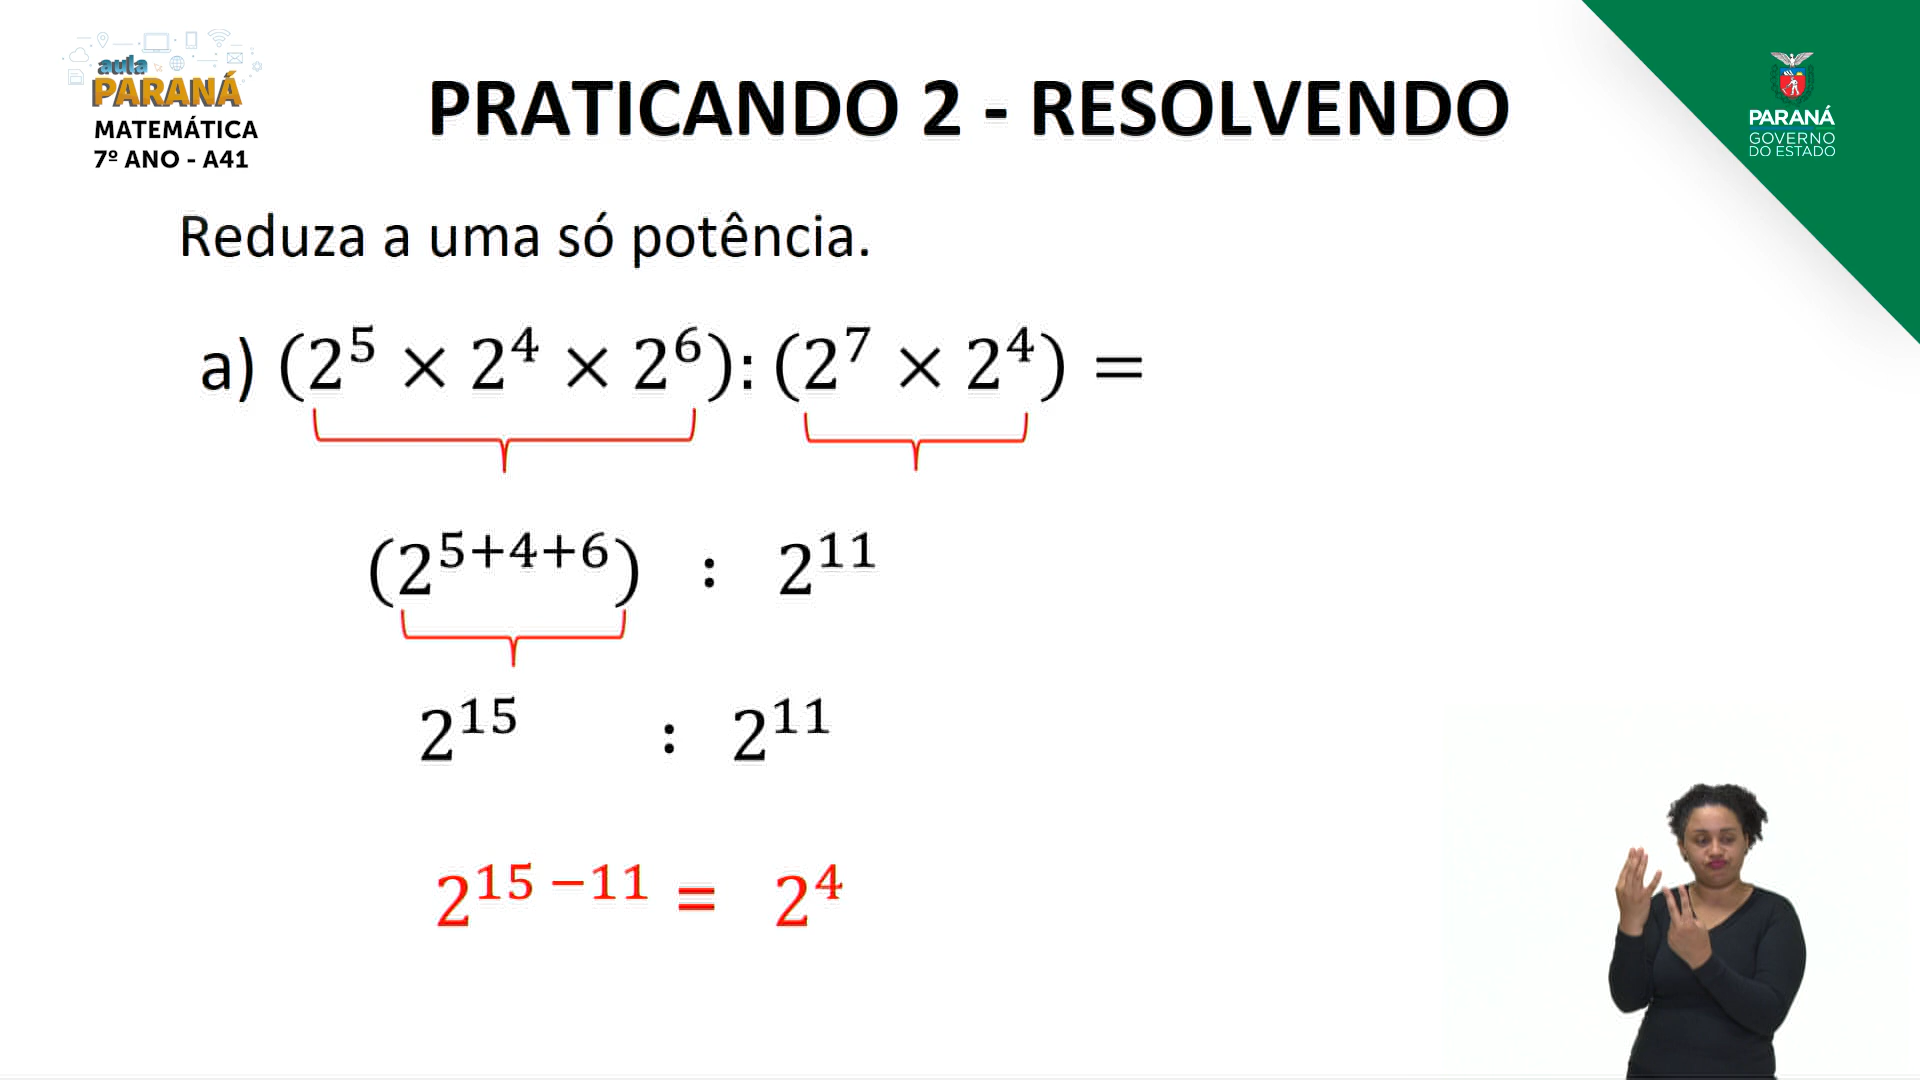 aula
PARANÁ
MATEMÁTICA
7º ANO - A41
PRATICANDO 2 - RESOLVENDO
PARANÁ
GOVERNO
DO ESTADO
Reduza a uma só potência.
a) (2⁵ × 2⁴ × 2⁶): (2⁷ × 2⁴) =
(2⁵⁺⁴⁺⁶) : 2¹¹
2¹⁵ : 2¹¹
2¹⁵ ⁻¹¹ = 2⁴